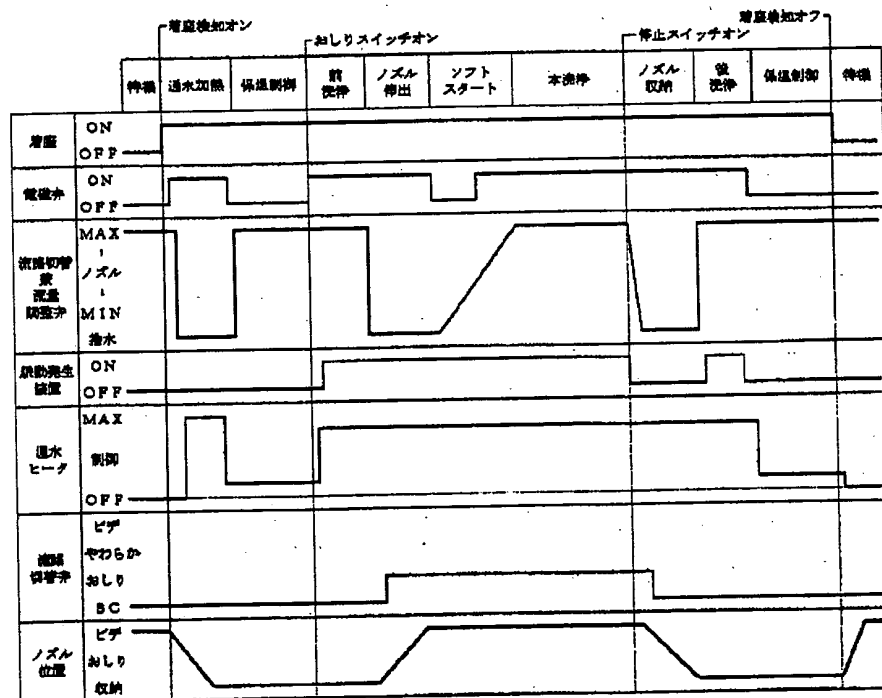 着座検知オン
おしりスイッチオン
停止スイッチオン
着座検知オフ
待機 通水加熱 保温制御 前洗浄 ノズル伸出 ソフトスタート 本洗浄 ノズル収納 後洗浄 保温制御 待機
着座
ON
OFF
電磁弁
ON
OFF
流路切替兼流量調整弁
MAX
ノズル
MIN
捨水
脈動発生装置
ON
OFF
温水ヒータ
MAX
制御
OFF
流路切替弁
ビデ
やわらか
おしり
BC
ノズル位置
ビデ
おしり
収納